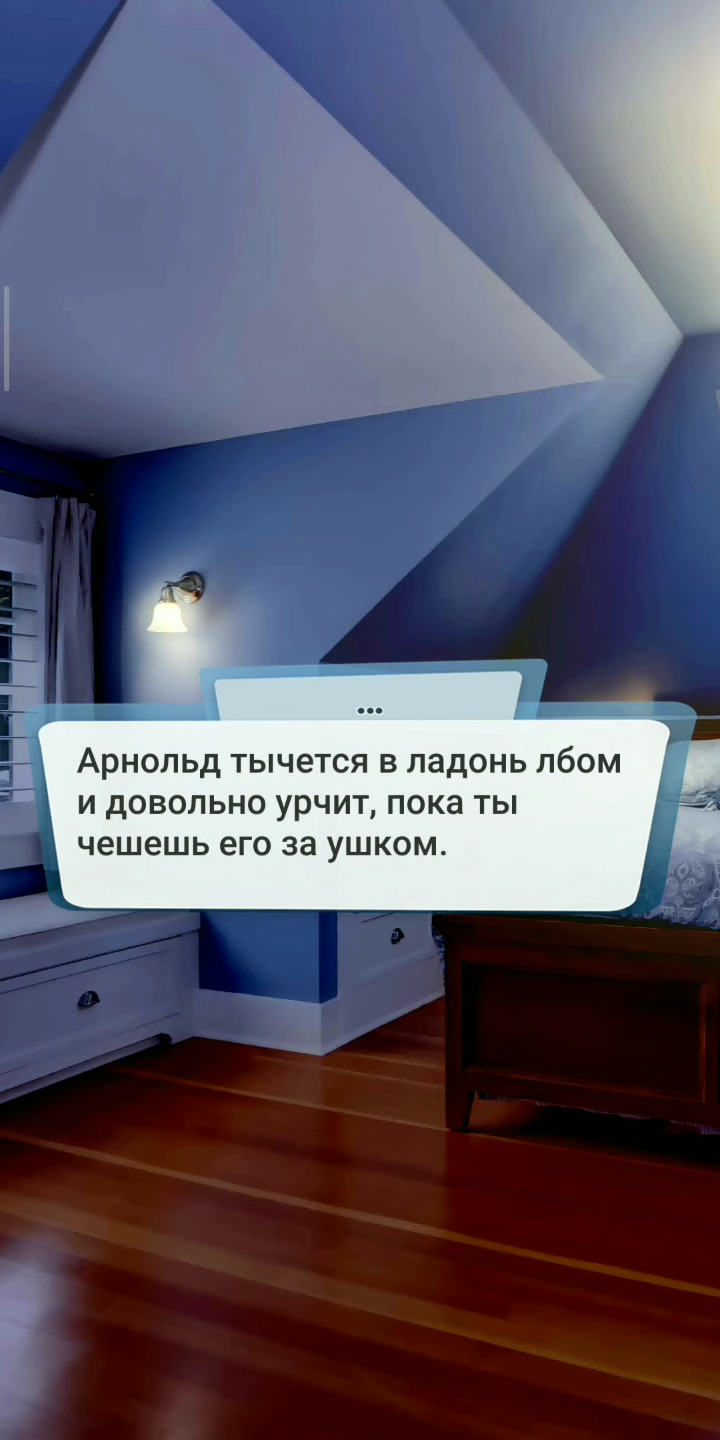 ...
Арнольд тычется в ладонь лбом
и довольно урчит, пока ты
чешешь его за ушком.